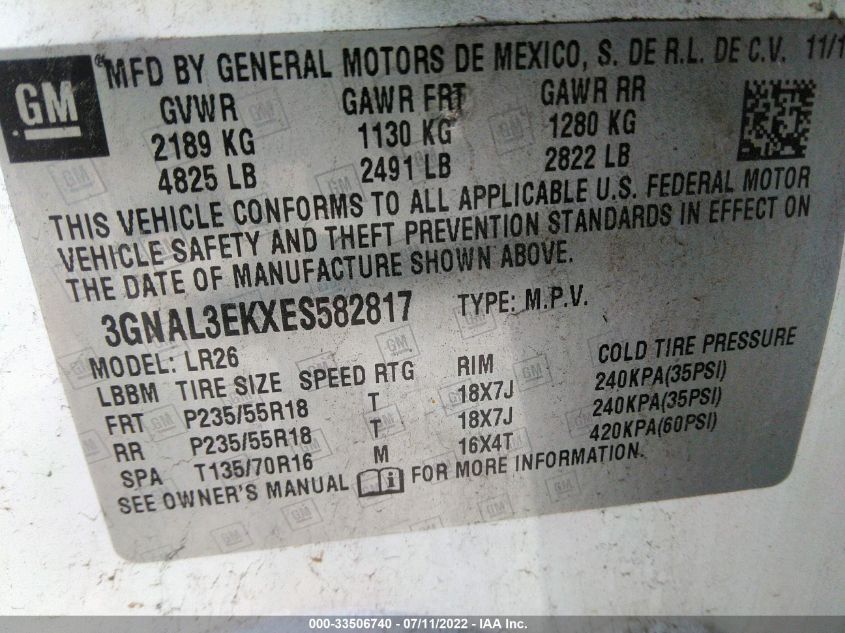 GM
® MFD BY GENERAL MOTORS DE MEXICO, S. DE R.L. DE C.V. 11/1
GVWR GAWR FRT GAWR RR
2189 KG 1130 KG 1280 KG
4825 LB 2491 LB 2822 LB
THIS VEHICLE CONFORMS TO ALL APPLICABLE U.S. FEDERAL MOTOR
VEHICLE SAFETY AND THEFT PREVENTION STANDARDS IN EFFECT ON
THE DATE OF MANUFACTURE SHOWN ABOVE.
3GNAL3EKXES582817 TYPE: M.P.V.
MODEL: LR26
LBBM TIRE SIZE SPEED RTG RIM COLD TIRE PRESSURE
FRT P235/55R18 T 18X7J 240KPA(35PSI)
RR P235/55R18 T 18X7J 240KPA(35PSI)
SPA T135/70R16 M 16X4T 420KPA(60PSI)
SEE OWNER'S MANUAL FOR MORE INFORMATION.
000-33506740 - 07/11/2022 - IAA Inc.